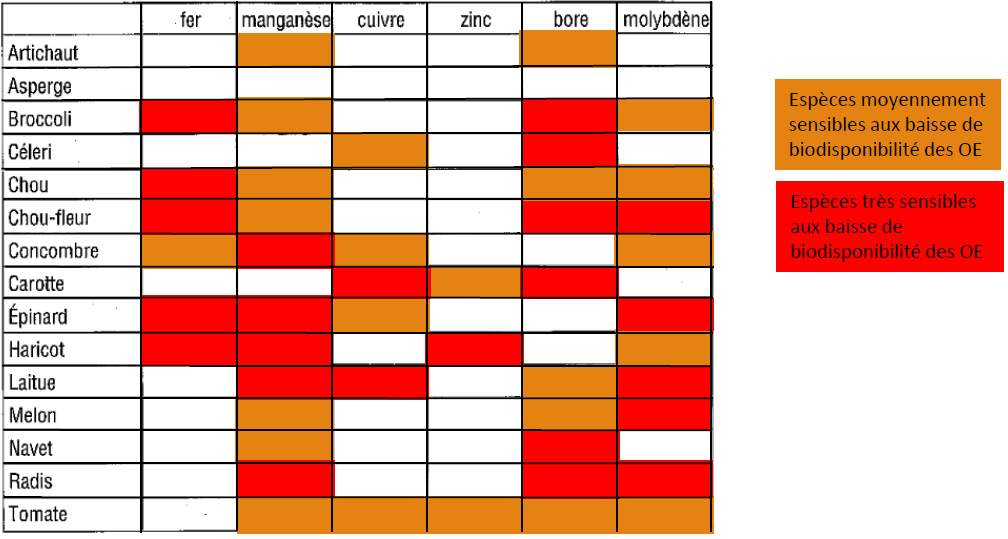 fer manganèse cuivre zinc bore molybdène
Artichaut
Asperge
Broccoli
Céleri
Chou
Chou-fleur
Concombre
Carotte
Épinard
Haricot
Laitue
Melon
Navet
Radis
Tomate
Espèces moyennement
sensibles aux baisse de
biodisponibilité des OE
Espèces très sensibles
aux baisse de
biodisponibilité des OE